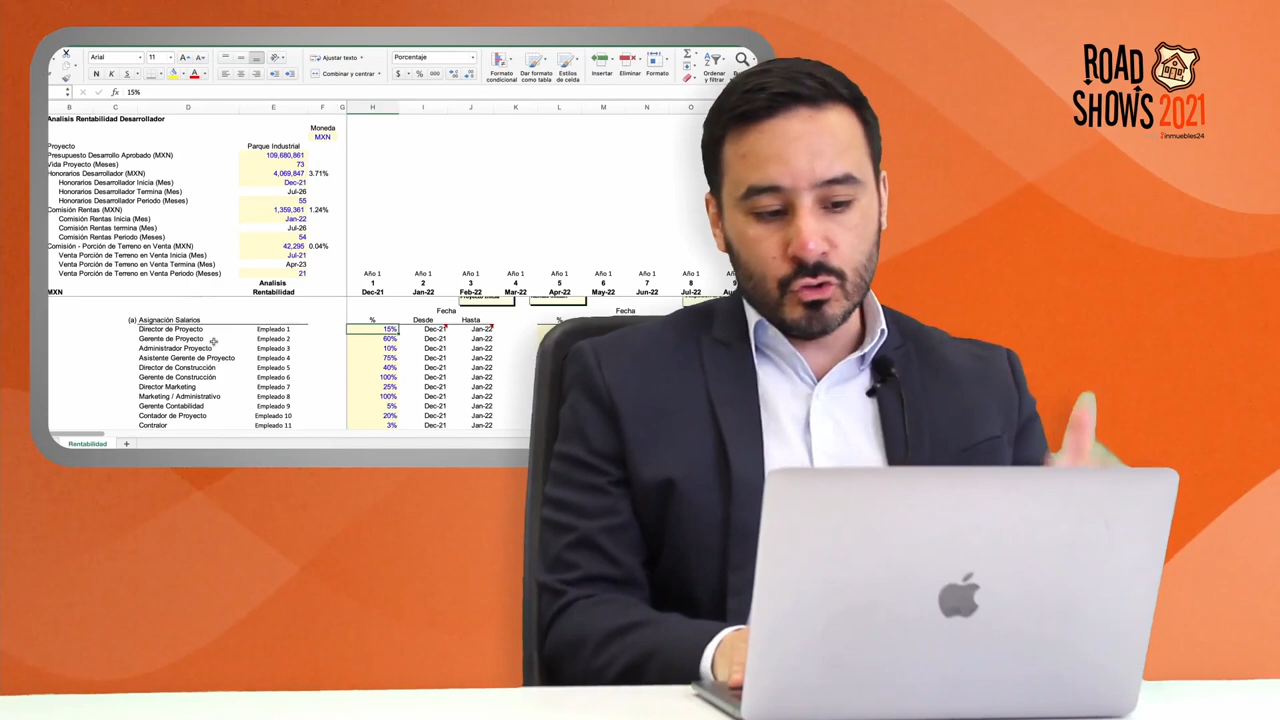 Arial
11
Ajustar texto
Porcentaje
N K S
Combinar y centrar
$ % 000
Formato condicional
Dar formato como tabla
Estilos de celda
Insertar
Eliminar
Formato
Ordenar y filtrar
fx 15%
B C D E F G H I J K L M N O
Analisis Rentabilidad Desarrollador
Moneda
MXN
Proyecto Parque Industrial
Presupuesto Desarrollo Aprobado (MXN) 109,680,861
Vida Proyecto (Meses) 73
Honorarios Desarrollador (MXN) 4,069,847 3.71%
Honorarios Desarrollador Inicia (Mes) Dec-21
Honorarios Desarrollador Termina (Mes) Jul-26
Honorarios Desarrollador Periodo (Meses) 55
Comisión Rentas (MXN) 1,359,361 1.24%
Comisión Rentas Inicia (Mes) Jan-22
Comisión Rentas termina (Mes) Jul-26
Comisión Rentas Periodo (Meses) 54
Comisión - Porción de Terreno en Venta (MXN) 42,295 0.04%
Venta Porción de Terreno en Venta Inicia (Mes) Jul-21
Venta Porción de Terreno en Venta Termina (Mes) Apr-23
Venta Porción de Terreno en Venta Periodo (Meses) 21
Año 1 Año 1 Año 1 Año 1 Año 1 Año 1 Año 1 Año 1
Analisis 1 2 3 4 5 6 7 8 9
MXN Rentabilidad Dec-21 Jan-22 Feb-22 Mar-22 Apr-22 May-22 Jun-22 Jul-22
Fecha Fecha
(a) Asignación Salarios % Desde Hasta %
Director de Proyecto Empleado 1 15% Dec-21 Jan-22
Gerente de Proyecto Empleado 2 60% Dec-21 Jan-22
Administrador Proyecto Empleado 3 10% Dec-21 Jan-22
Asistente Gerente de Proyecto Empleado 4 75% Dec-21 Jan-22
Director de Construcción Empleado 5 40% Dec-21 Jan-22
Gerente de Construcción Empleado 6 100% Dec-21 Jan-22
Director Marketing Empleado 7 25% Dec-21 Jan-22
Marketing / Administrativo Empleado 8 100% Dec-21 Jan-22
Gerente Contabilidad Empleado 9 5% Dec-21 Jan-22
Contador de Proyecto Empleado 10 20% Dec-21 Jan-22
Contralor Empleado 11 3% Dec-21 Jan-22
Rentabilidad +
ROAD
SHOWS 2021
inmuebles24